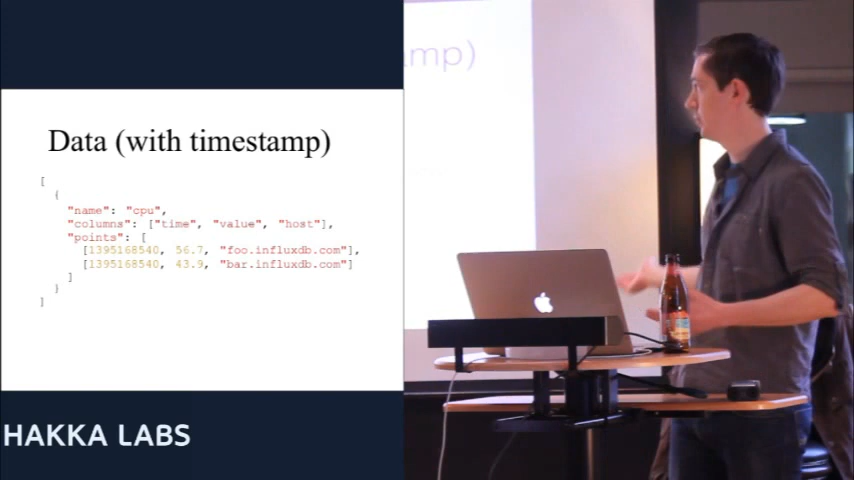 Data (with timestamp)
[
{
"name": "cpu",
"columns": ["time", "value", "host"],
"points": [
[1395168540, 56.7, "foo.influxdb.com"],
[1395168540, 43.9, "bar.influxdb.com"]
]
}
]
HAKKA LABS
amp)